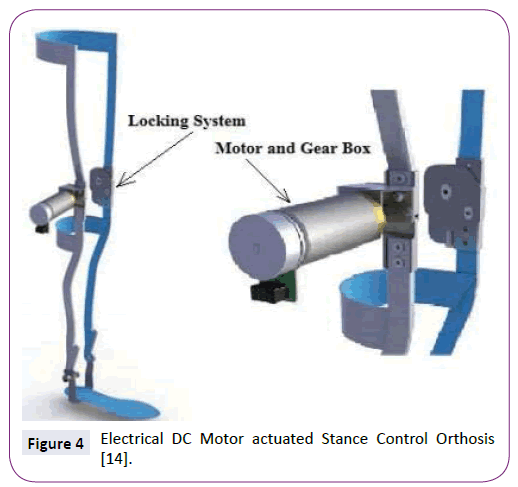 Locking System
Motor and Gear Box
Figure 4 Electrical DC Motor actuated Stance Control Orthosis
[14].